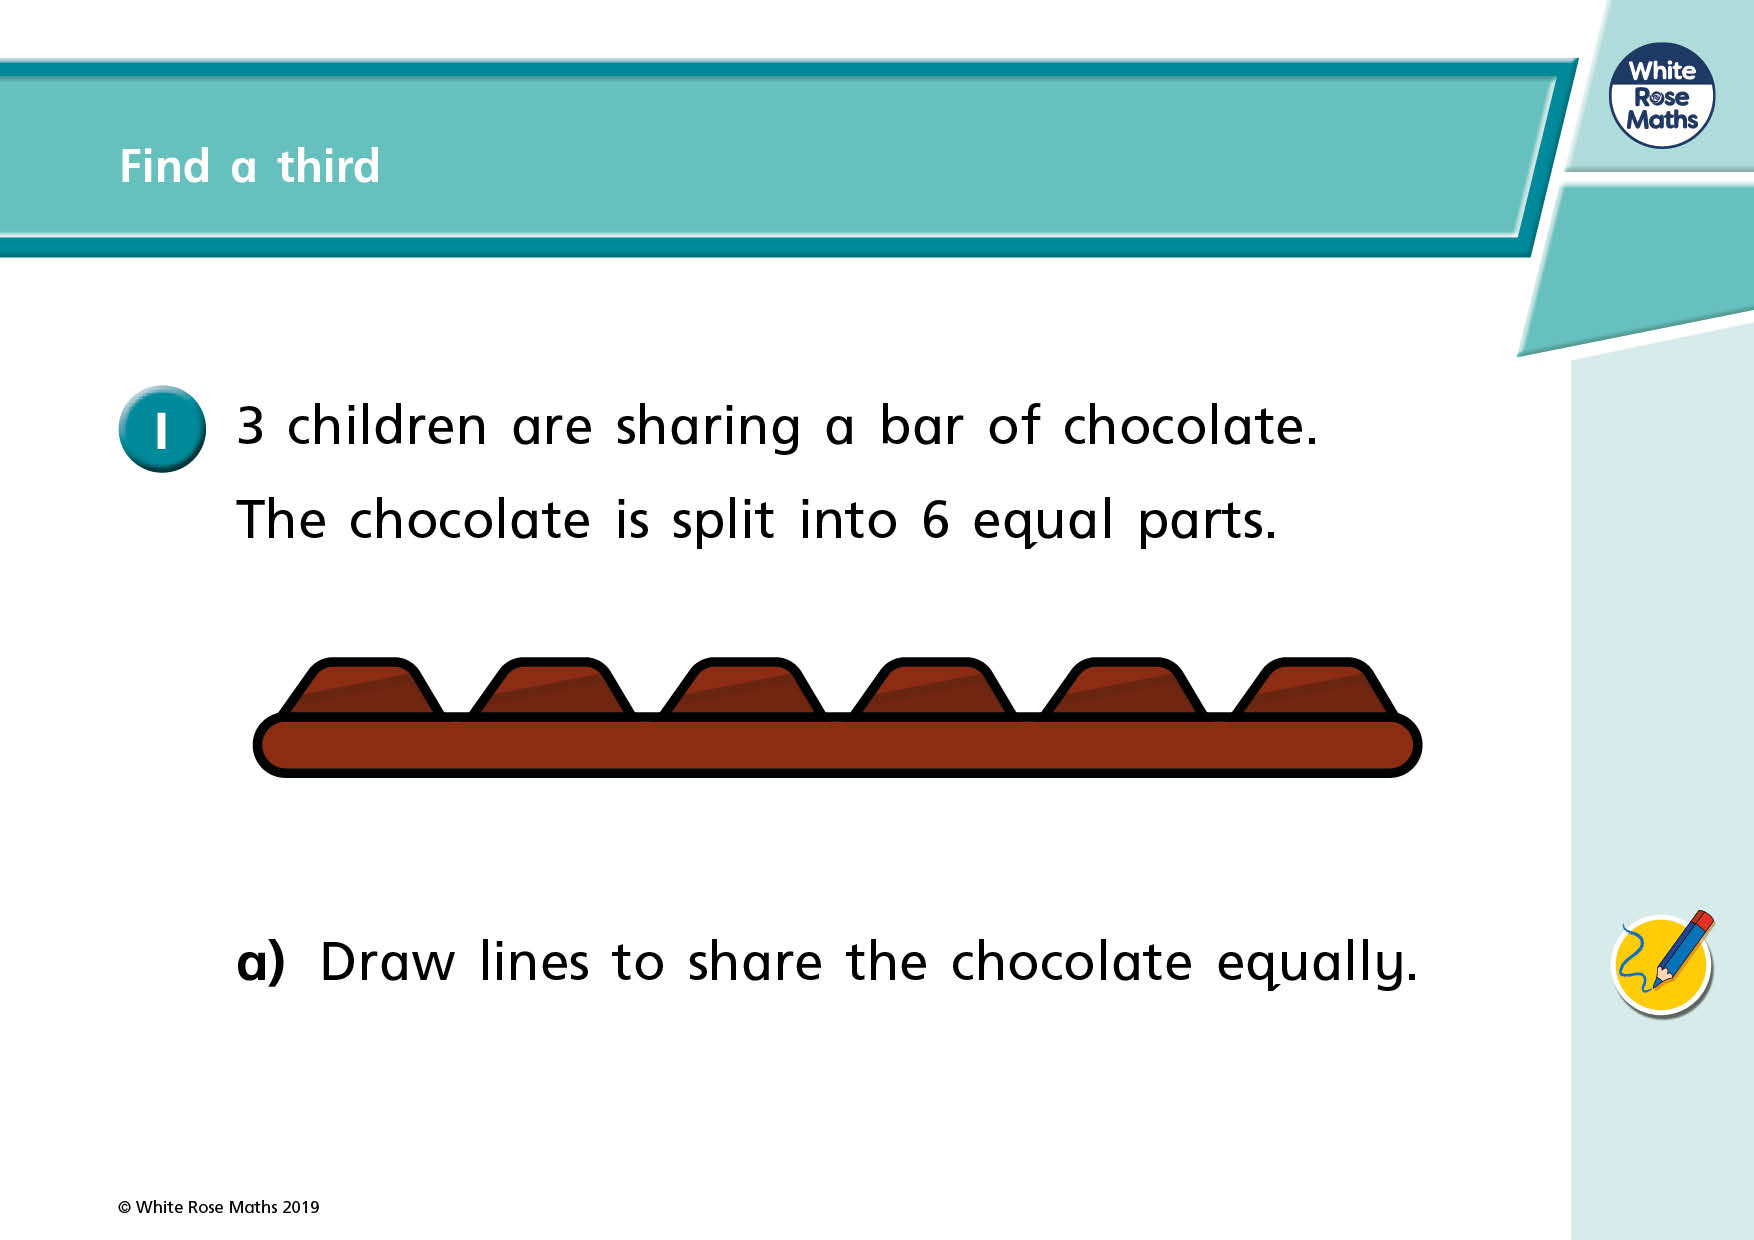 White
Rose
Maths
Find a third
1 3 children are sharing a bar of chocolate.
The chocolate is split into 6 equal parts.
a) Draw lines to share the chocolate equally.
© White Rose Maths 2019